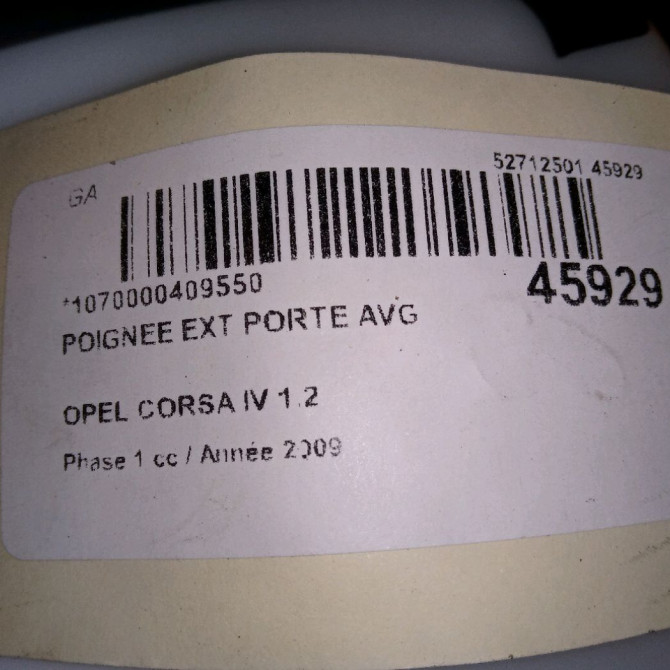 GA
52712501 45929
*1070000409550
45929
POIGNEE EXT PORTE AVG
OPEL CORSA IV 1.2
Phase 1 cc / Année 2009